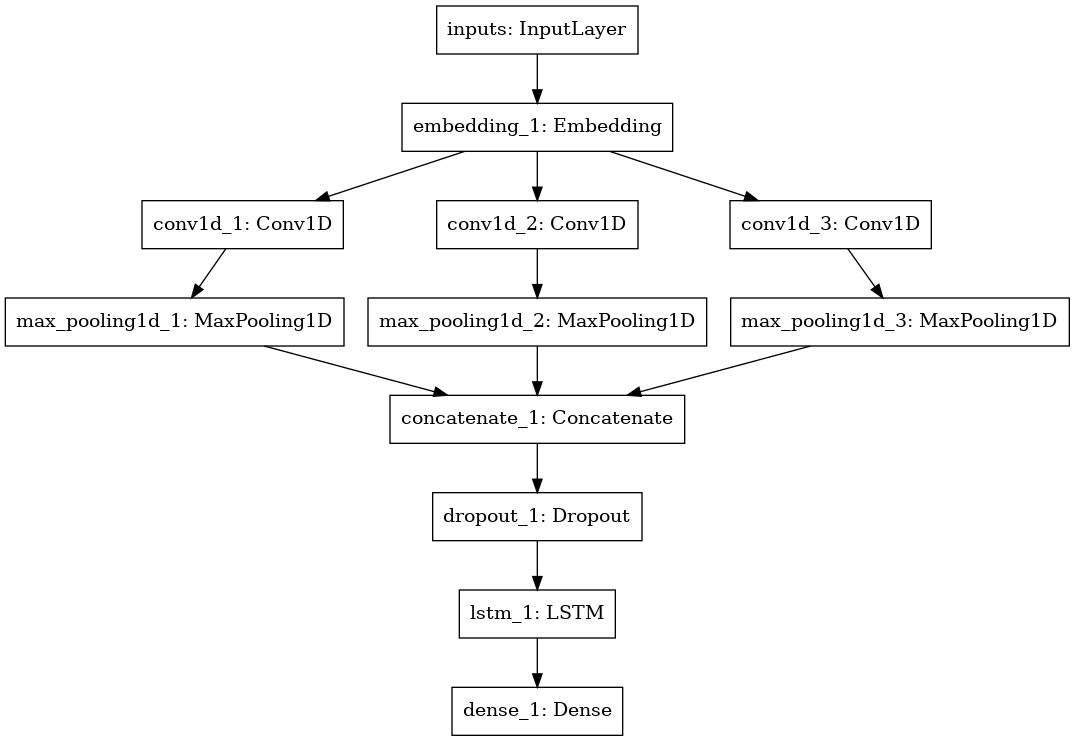 inputs: InputLayer
embedding_1: Embedding
conv1d_1: Conv1D
conv1d_2: Conv1D
conv1d_3: Conv1D
max_pooling1d_1: MaxPooling1D
max_pooling1d_2: MaxPooling1D
max_pooling1d_3: MaxPooling1D
concatenate_1: Concatenate
dropout_1: Dropout
lstm_1: LSTM
dense_1: Dense